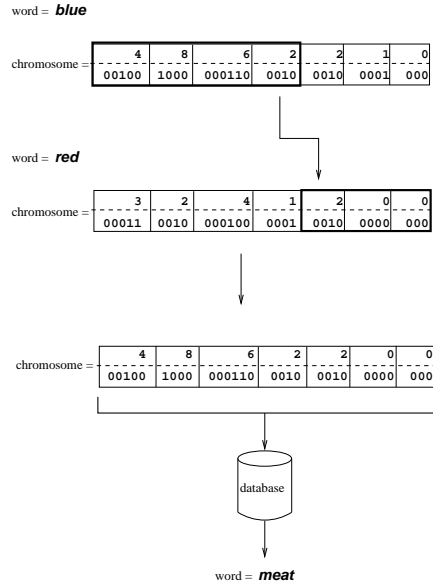 word = blue
4 8 6 2 2 1 0
chromosome =
00100 1000 000110 0010 0010 0001 000
word = red
3 2 4 1 2 0 0
chromosome =
00011 0010 000100 0001 0010 0000 000
4 8 6 2 2 0 0
chromosome =
00100 1000 000110 0010 0010 0000 000
database
word = meat